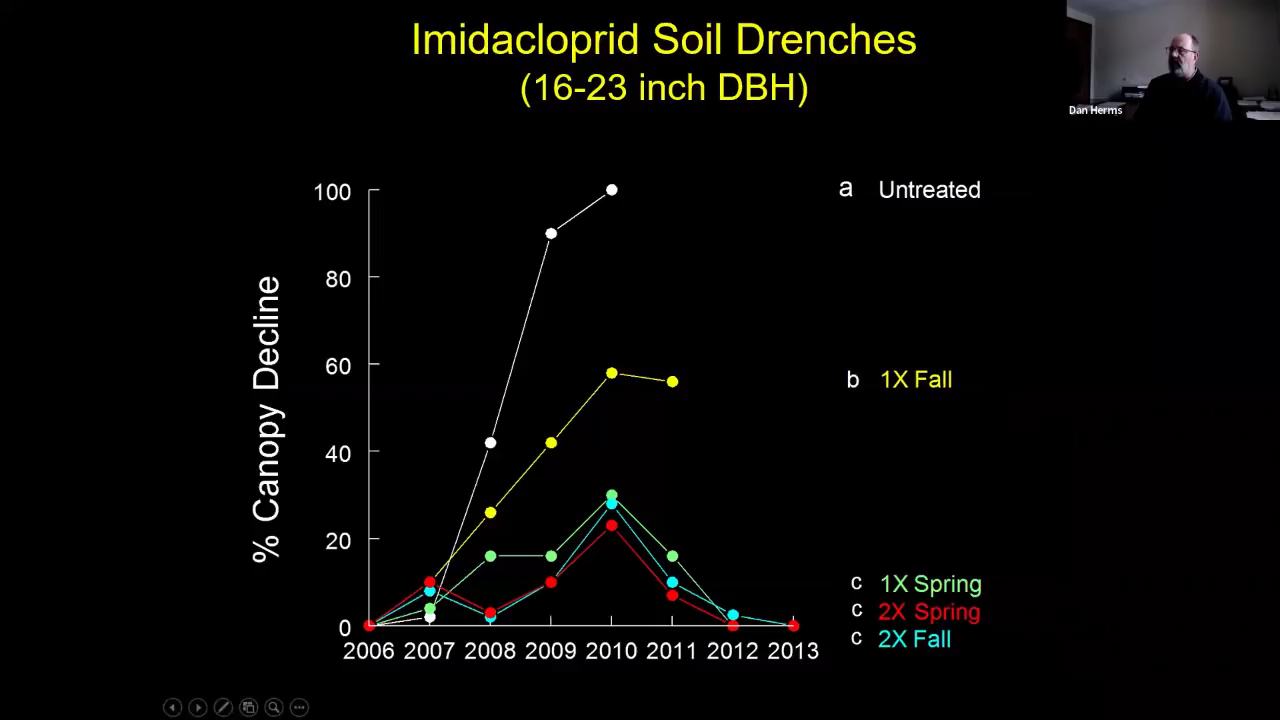 Imidacloprid Soil Drenches
(16-23 inch DBH)
Dan Herms
100
80
60
40
20
0
% Canopy Decline
2006 2007 2008 2009 2010 2011 2012 2013
a Untreated
b 1X Fall
c 1X Spring
c 2X Spring
c 2X Fall